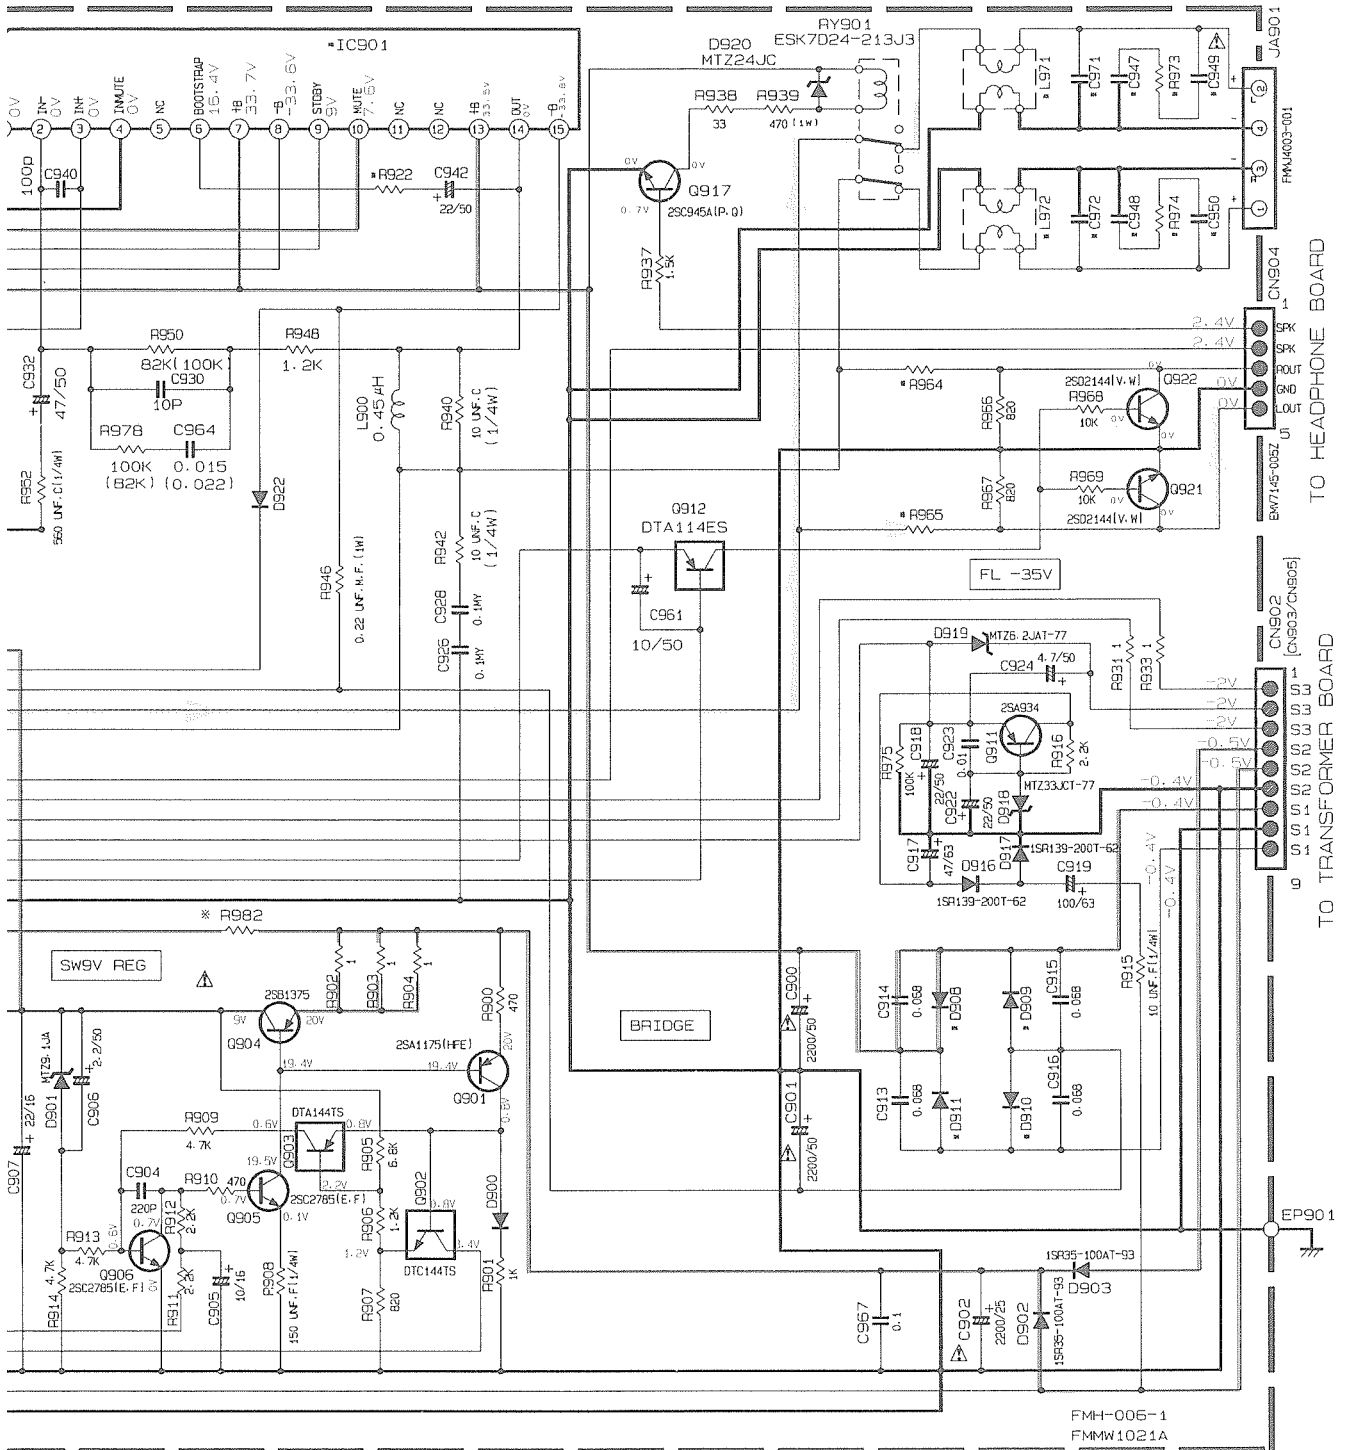 *IC901
RY901
ESK7D24-213J3
JA901
D920
MTZ24JC
0V
IN-
0V
IN+
0V
INMUTE
0V
NC
BOOTSTRAP
16.4V
+B
33.7V
-B
-33.6V
STDBY
9V
MUTE
7.6V
NC
NC
+B
33.5V
OUT
0V
-B
2
3
4
5
6
7
8
9
10
11
12
13
14
15
R938
33
R939
470 (1W)
*L971
C971
*
C947
*
R973
*
C949
*
+
2
-
4
-
3
+
1
FMMJ4003-001
100p
C940
*R922
C942
+
22/50
0V
0V
0.7V
Q917
2SC945A(P.Q)
R937
1.5K
*L972
C972
*
C948
*
R974
*
C950
*
CN904
1
TO HEADPHONE BOARD
2.4V
SPK
2.4V
SPK
0V
ROUT
0V
GND
0V
LOUT
5
EMV7145-005Z
C932
+
47/50
R950
82K(100K)
C930
10P
R948
1.2K
R978
100K
(82K)
C964
0.015
(0.022)
R952
560 UNF.C(1/4W)
D922
L900
0.45µH
R940
10 UNF.C
(1/4W)
R946
0.22 UNF.M.F.(1W)
R942
10 UNF.C
(1/4W)
C928
0.1MY
C926
0.1MY
*R964
R966
820
2SD2144(V.W)
Q922
R968
10K
0V
0V
R967
820
R969
10K
0V
0V
Q921
2SD2144(V.W)
*R965
Q912
DTA114ES
C961
+
10/50
FL -35V
CN902
[CN903/CN905]
TO TRANSFORMER BOARD
D919
MTZ6.2JAT-77
C924
4.7/50
+
R931 1
R933 1
1
-2V
S3
-2V
S3
-2V
S3
-0.5V
S2
-0.5V
S2
-0.4V
S2
-0.4V
S1
S1
S1
9
-0.4V
-0.4V
2SA934
R975
100K
C918
22/50
C923
0.01
Q911
R916
2.2K
MTZ33JCT-77
C922
22/50
D918
C917
47/63
D917
1SR139-200T-62
D916
1SR139-200T-62
C919
100/63
R915
10 UNF.F(1/4W)
※ R982
SW9V REG
R902
1
R903
1
R904
1
R900
470
2SB1375
9V
20V
Q904
19.4V
2SA1175(HFE)
19.4V
20V
Q901
0.8V
MTZ9.1JA
D901
2.2/50
C906
22/16
C907
R909
4.7K
DTA144TS
0.6V
0.8V
Q903
2.2V
R905
6.8K
C904
220P
0.7V
R910
470
0.7V
19.5V
2SC2785(E.F)
0.1V
Q905
R912
2.2K
R906
1.2K
1.2V
Q902
0.8V
DTC144TS
D900
R913
4.7K
0.6V
0V
Q906
2SC2785(E.F)
R914
4.7K
R911
2.2K
C905
10/16
R908
150 UNF.F(1/4W)
R907
820
R901
1K
BRIDGE
C900
2200/50
C901
2200/50
C914
0.068
*D908
*D909
C915
0.068
C913
0.068
*D911
*D910
C916
0.068
EP901
1SR35-100AT-93
D903
C967
0.1
C902
2200/25
D902
1SR35-100AT-93
FMH-006-1
FMMW1021A